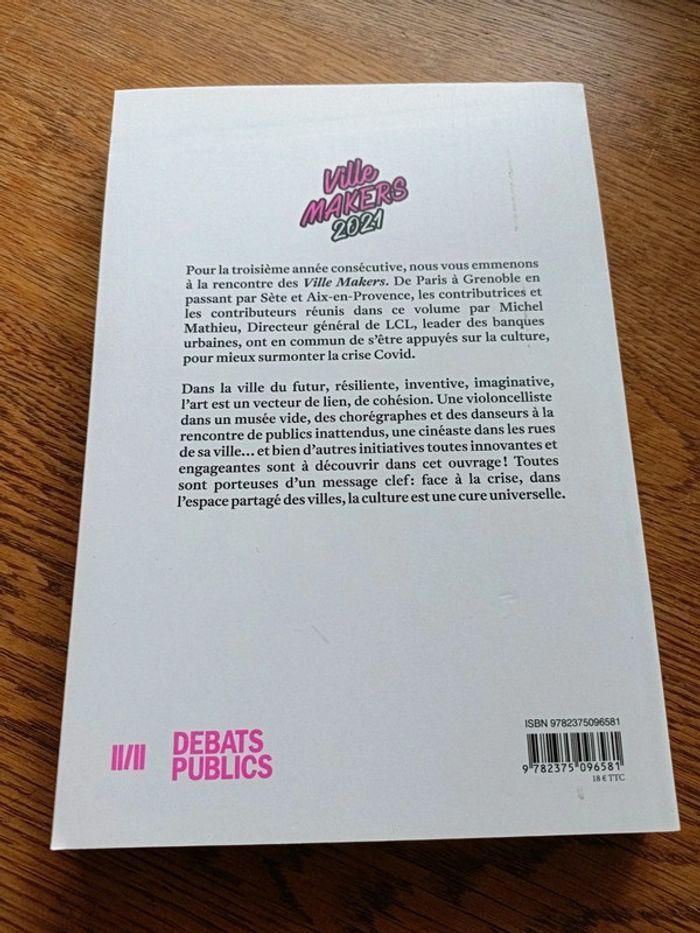 Ville
MAKERS
2021
Pour la troisième année consécutive, nous vous emmenons
à la rencontre des Ville Makers. De Paris à Grenoble en
passant par Sète et Aix-en-Provence, les contributrices et
les contributeurs réunis dans ce volume par Michel
Mathieu, Directeur général de LCL, leader des banques
urbaines, ont en commun de s’être appuyés sur la culture,
pour mieux surmonter la crise Covid.
Dans la ville du futur, résiliente, inventive, imaginative,
l’art est un vecteur de lien, de cohésion. Une violoncelliste
dans un musée vide, des chorégraphes et des danseurs à la
rencontre de publics inattendus, une cinéaste dans les rues
de sa ville... et bien d’autres initiatives toutes innovantes et
engageantes sont à découvrir dans cet ouvrage! Toutes
sont porteuses d’un message clef: face à la crise, dans
l’espace partagé des villes, la culture est une cure universelle.
DEBATS
PUBLICS
ISBN 9782375096581
9 782375 096581
18 € TTC